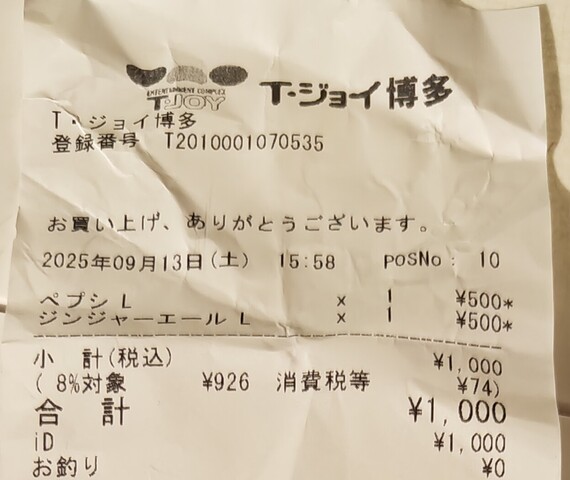 ENTERTAINMENT COMPLEX
T・JOY
T・ジョイ博多
T・ジョイ博多
登録番号 T2010001070535
お買い上げ、ありがとうございます。
2025年09月13日(土) 15:58 posNo: 10
ペプシL x 1 ¥500*
ジンジャーエールL x 1 ¥500*
小 計(税込) ¥1,000
( 8%対象 ¥926 消費税等 ¥74)
合 計 ¥1,000
iD ¥1,000
お釣り ¥0